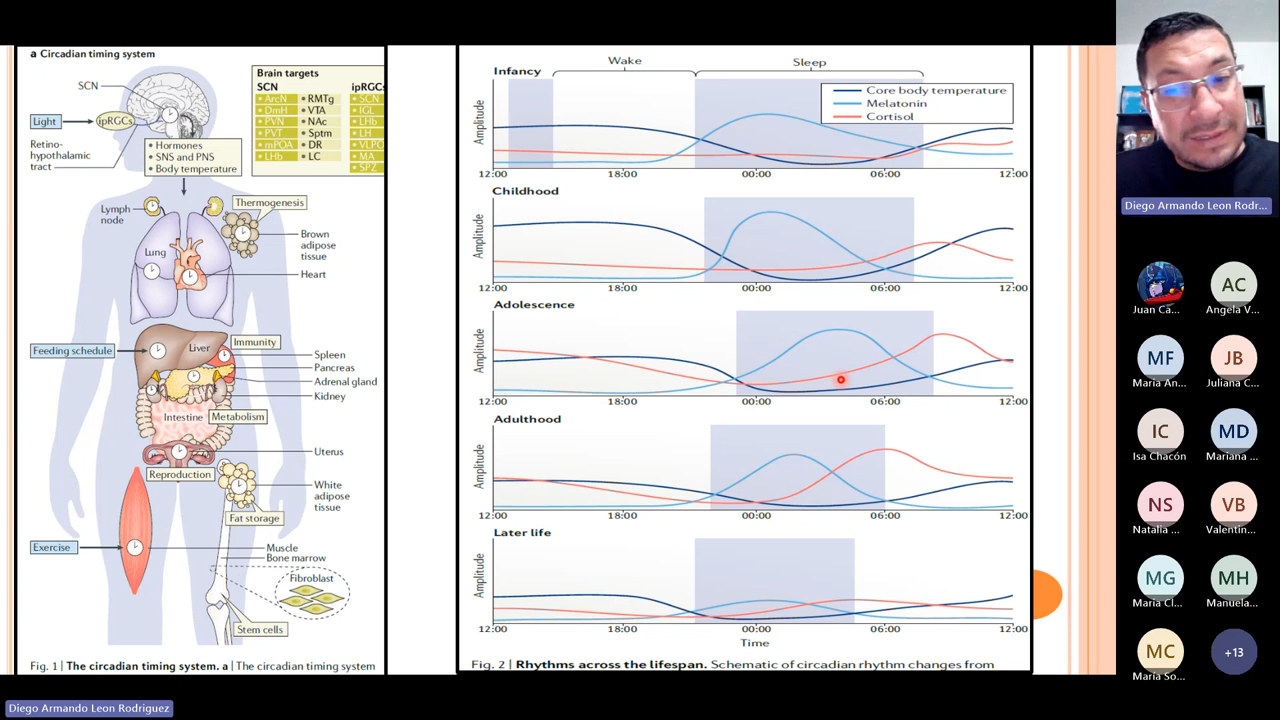 a Circadian timing system
SCN
Light
ipRGCs
Retino-
hypothalamic
tract
• Hormones
• SNS and PNS
• Body temperature
Brain targets
SCN
ipRG
• ArcN
• RMTg
• SCN
• DmH
• VTA
• IGL
• PVN
• NAc
• LHb
• PVT
• Sptm
• LH
• mPOA
• DR
• VLPO
• LHb
• LC
• MA
• SPZ
Lymph
node
Thermogenesis
Lung
Brown
adipose
tissue
Heart
Feeding schedule
Liver
Immunity
Spleen
Pancreas
Adrenal gland
Kidney
Intestine
Metabolism
Uterus
Reproduction
White
adipose
tissue
Fat storage
Exercise
Muscle
Bone marrow
Fibroblast
Stem cells
Fig. 1 | The circadian timing system. a | The circadian timing system
Wake
Sleep
Infancy
Core body temperature
Melatonin
Cortisol
Amplitude
12:00 18:00 00:00 06:00 12:00
Childhood
Amplitude
12:00 18:00 00:00 06:00 12:00
Adolescence
Amplitude
12:00 18:00 00:00 06:00 12:00
Adulthood
Amplitude
12:00 18:00 00:00 06:00 12:00
Later life
Amplitude
12:00 18:00 00:00 06:00 12:00
Time
Fig. 2 | Rhythms across the lifespan. Schematic of circadian rhythm changes from
Diego Armando Leon Rodr...
Juan Ca...
AC
Angela V...
MF
Maria An...
JB
Juliana C...
IC
Isa Chacón
MD
Mariana ...
NS
Natalia ...
VB
Valentin...
MG
Maria Cl...
MH
Manuela...
MC
Maria So...
+13
Diego Armando Leon Rodriguez